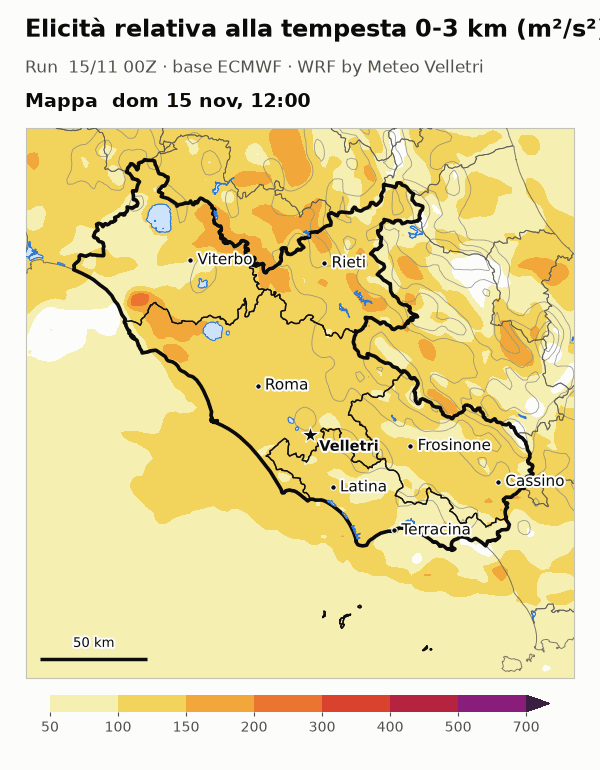 Elicità relativa alla tempesta 0-3 km (m²/s²)
Run 15/11 00Z · base ECMWF · WRF by Meteo Velletri
Mappa dom 15 nov, 12:00
Viterbo
Rieti
Roma
Velletri
Frosinone
Cassino
Latina
Terracina
50 km
50 100 150 200 300 400 500 700